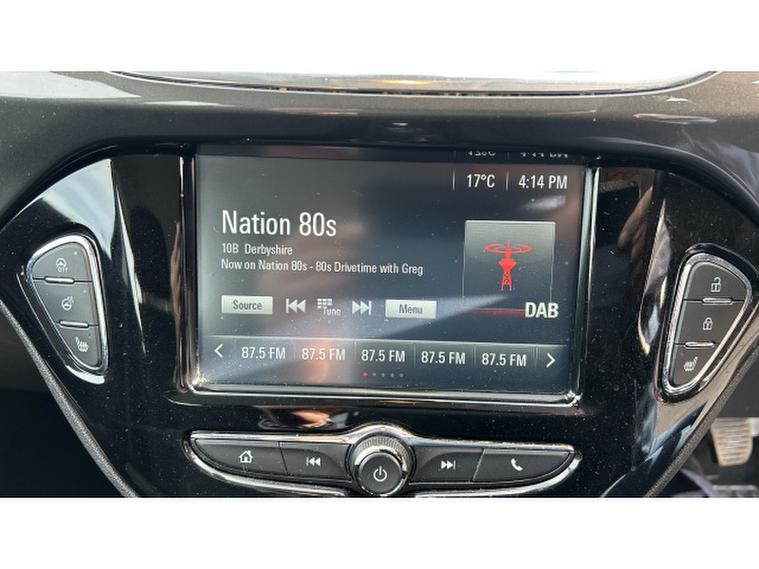 17°C 4:14 PM
Nation 80s
10B Derbyshire
Now on Nation 80s - 80s Drivetime with Greg
Source Tune Menu
DAB
87.5 FM 87.5 FM 87.5 FM 87.5 FM 87.5 FM
CITY